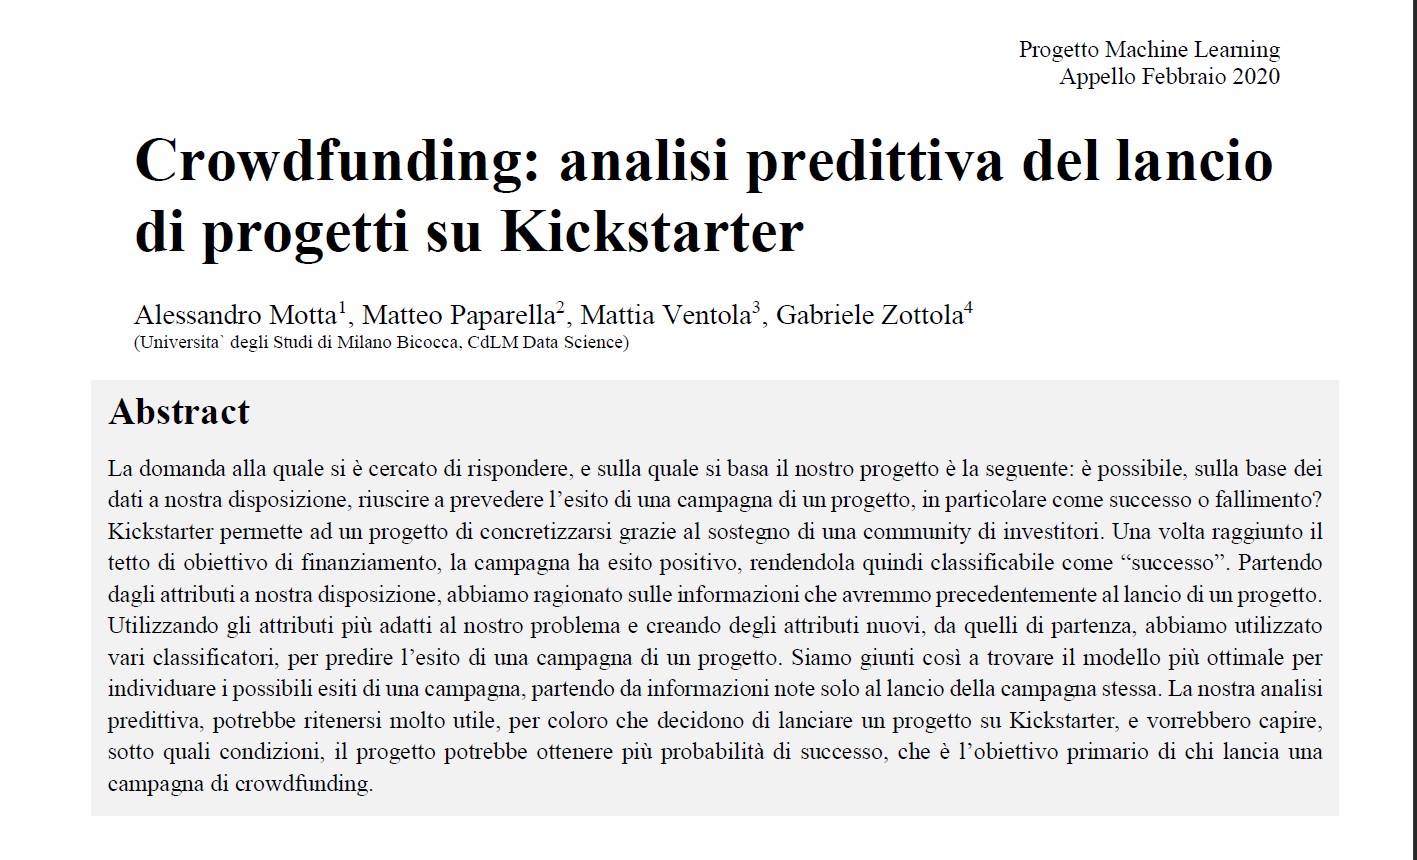 Progetto Machine Learning
Appello Febbraio 2020
Crowdfunding: analisi predittiva del lancio
di progetti su Kickstarter
Alessandro Motta1, Matteo Paparella2, Mattia Ventola3, Gabriele Zottola4
(Universita` degli Studi di Milano Bicocca, CdLM Data Science)
Abstract
La domanda alla quale si è cercato di rispondere, e sulla quale si basa il nostro progetto è la seguente: è possibile, sulla base dei
dati a nostra disposizione, riuscire a prevedere l’esito di una campagna di un progetto, in particolare come successo o fallimento?
Kickstarter permette ad un progetto di concretizzarsi grazie al sostegno di una community di investitori. Una volta raggiunto il
tetto di obiettivo di finanziamento, la campagna ha esito positivo, rendendola quindi classificabile come “successo”. Partendo
dagli attributi a nostra disposizione, abbiamo ragionato sulle informazioni che avremmo precedentemente al lancio di un progetto.
Utilizzando gli attributi più adatti al nostro problema e creando degli attributi nuovi, da quelli di partenza, abbiamo utilizzato
vari classificatori, per predire l’esito di una campagna di un progetto. Siamo giunti così a trovare il modello più ottimale per
individuare i possibili esiti di una campagna, partendo da informazioni note solo al lancio della campagna stessa. La nostra analisi
predittiva, potrebbe ritenersi molto utile, per coloro che decidono di lanciare un progetto su Kickstarter, e vorrebbero capire,
sotto quali condizioni, il progetto potrebbe ottenere più probabilità di successo, che è l’obiettivo primario di chi lancia una
campagna di crowdfunding.